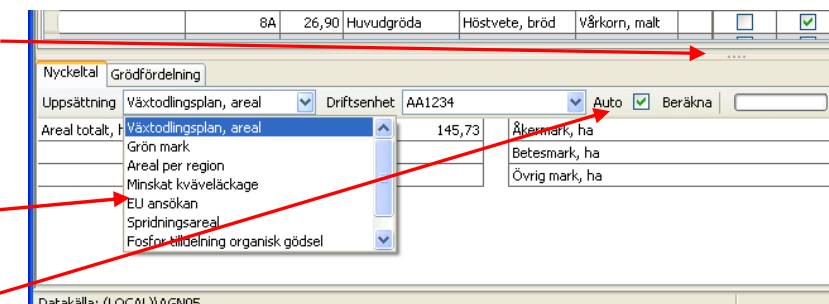 8A 26,90 Huvudgröda Höstvete, bröd Vårkorn, malt
Nyckeltal Grödfördelning
Uppsättning Växtodlingsplan, areal Driftsenhet AA1234 Auto Beräkna
Areal totalt, Växtodlingsplan, areal 145,73 Åkermark, ha
Grön mark Betesmark, ha
Areal per region Övrig mark, ha
Minskat kväveläckage
EU ansökan
Spridningsareal
Fosfor tilldelning organisk gödsel
Datakälla: (LOCAL)\AGN05